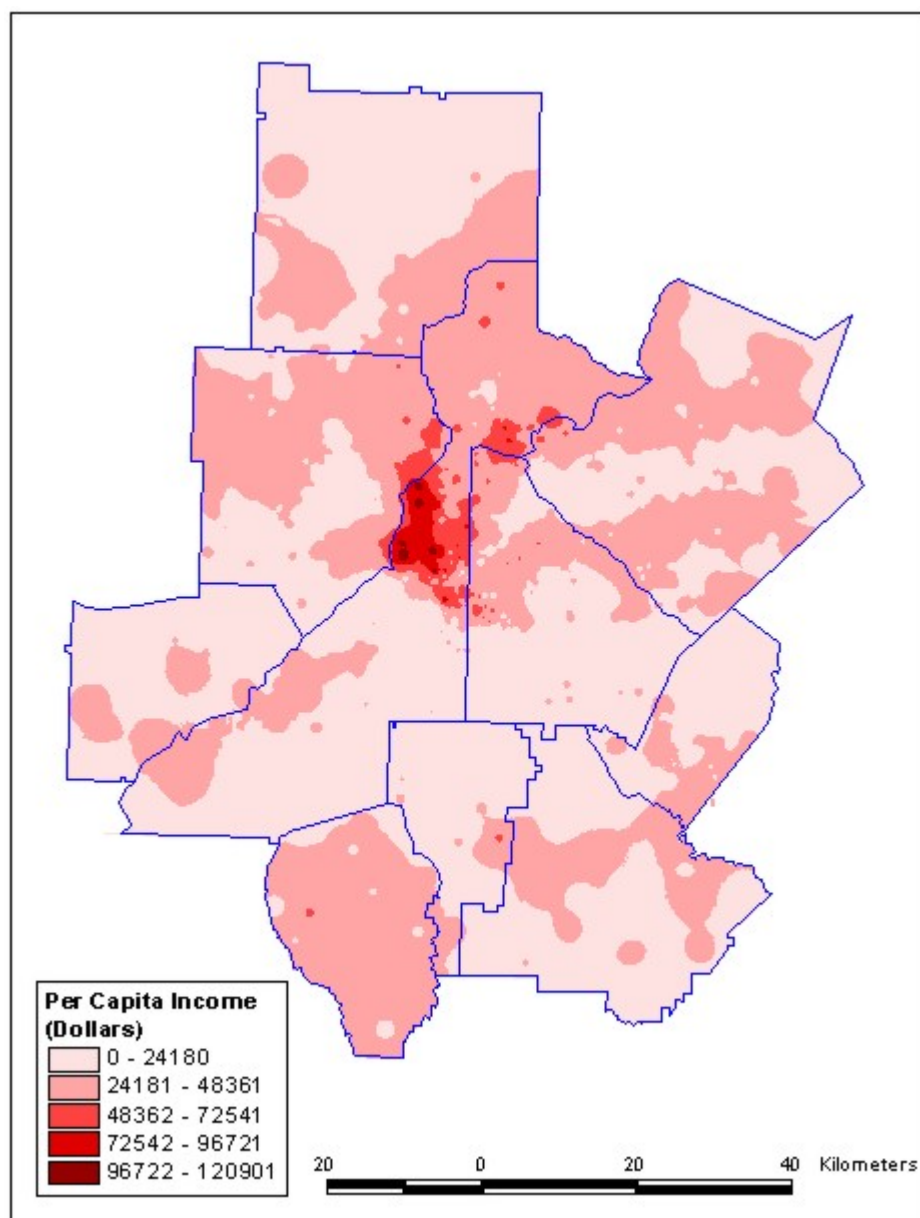 Per Capita Income
(Dollars)
0 - 24180
24181 - 48361
48362 - 72541
72542 - 96721
96722 - 120901
20 0 20 40 Kilometers